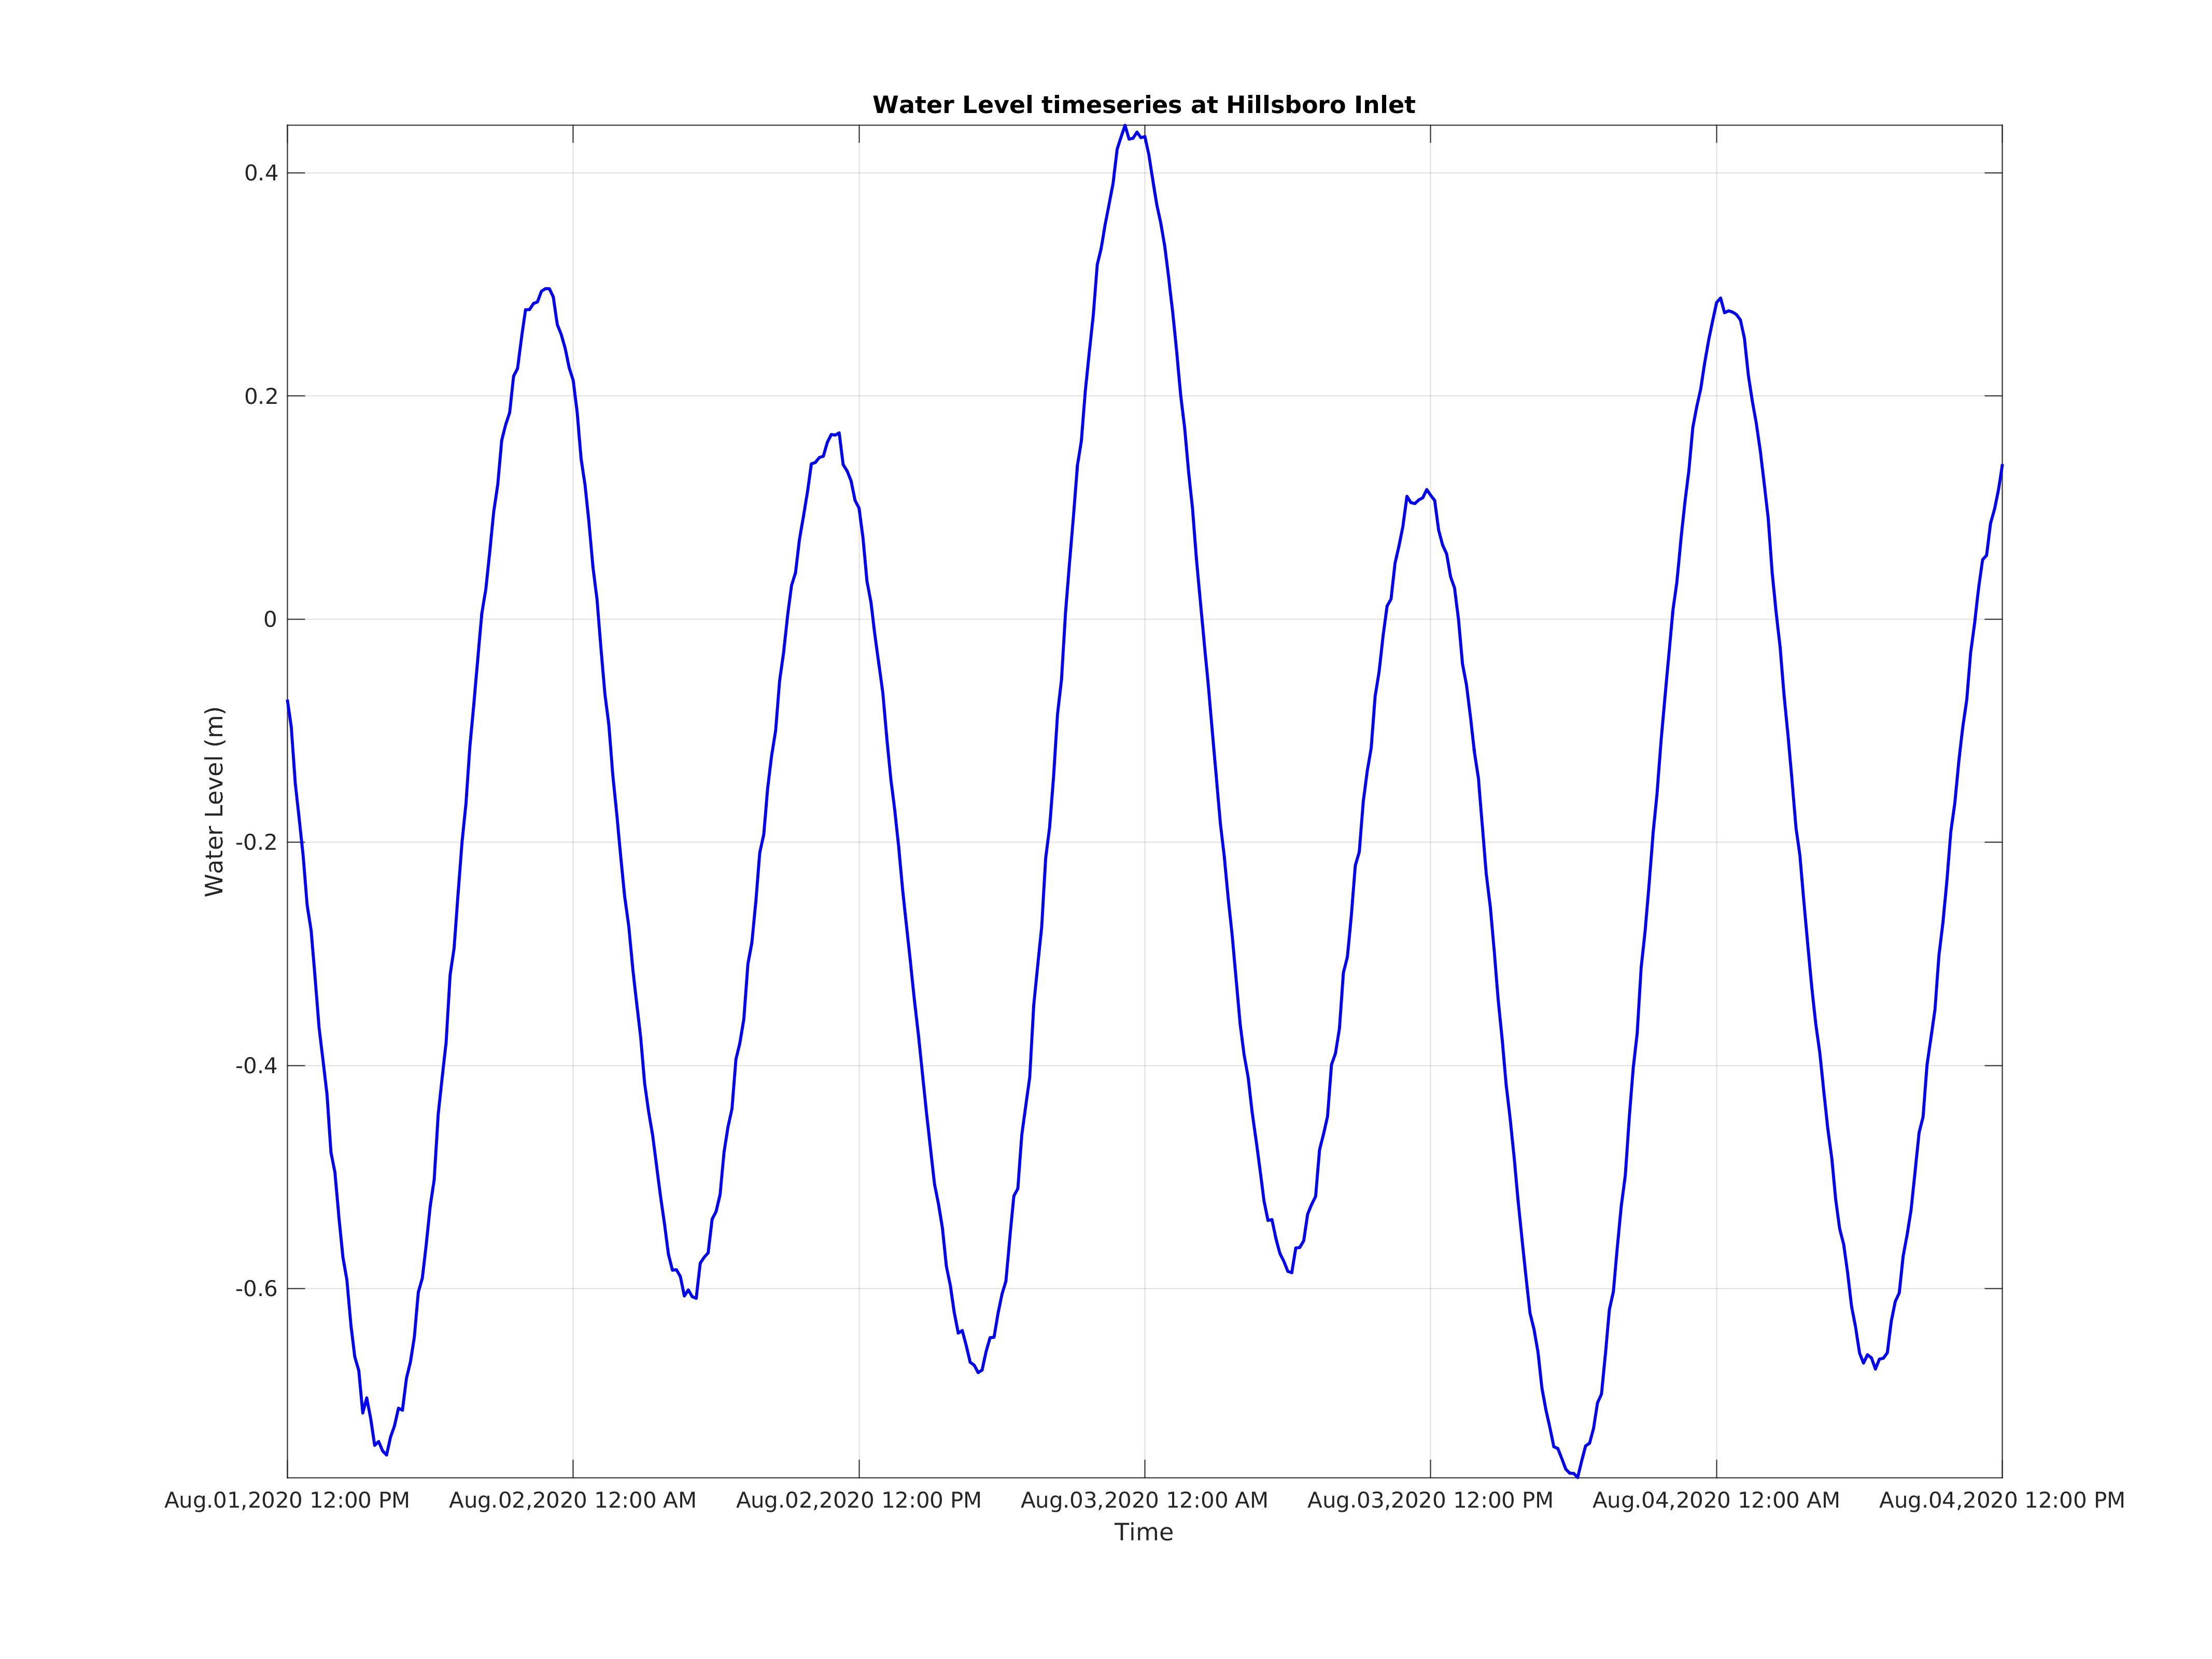 Water Level timeseries at Hillsboro Inlet
0.4
0.2
0
-0.2
-0.4
-0.6
Water Level (m)
Aug.01,2020 12:00 PM Aug.02,2020 12:00 AM Aug.02,2020 12:00 PM Aug.03,2020 12:00 AM Aug.03,2020 12:00 PM Aug.04,2020 12:00 AM Aug.04,2020 12:00 PM
Time